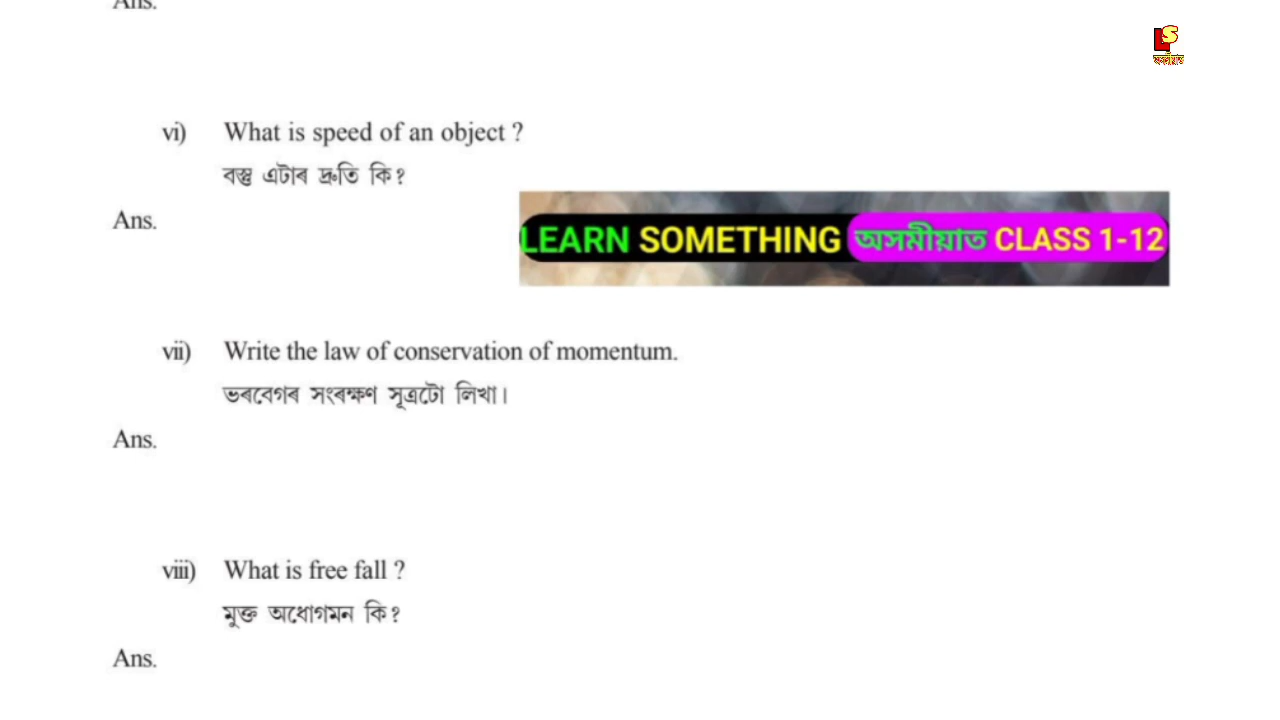 Ans.
LS
vi) What is speed of an object ?
বস্তু এটাৰ দ্ৰুতি কি?
Ans.
LEARN SOMETHING অসমীয়াত CLASS 1-12
vii) Write the law of conservation of momentum.
ভৰবেগৰ সংৰক্ষণ সূত্ৰটো লিখা।
Ans.
viii) What is free fall ?
মুক্ত অধোগমন কি?
Ans.